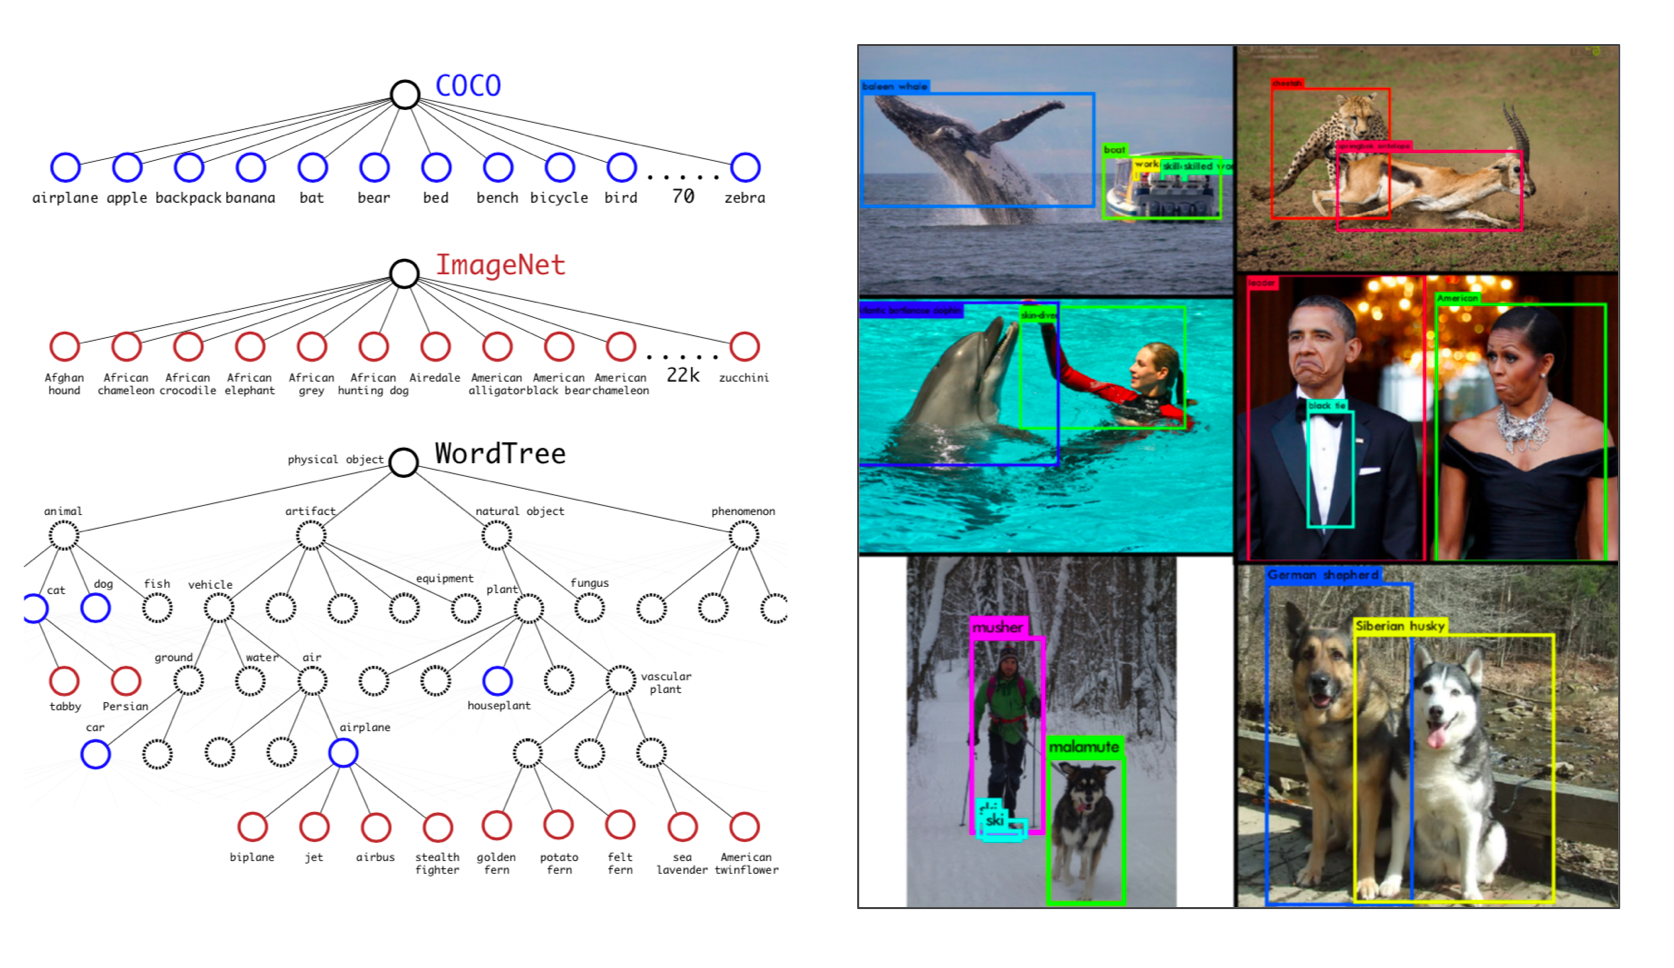 COCO
airplane apple backpack banana bat bear bed bench bicycle bird ..... 70 zebra
ImageNet
Afghan hound
African chameleon
African crocodile
African elephant
African grey
African hunting dog
Airedale
American alligator
American black bear
American chameleon
..... 22k
zucchini
WordTree
physical object
animal artifact natural object phenomenon
cat dog fish vehicle equipment plant fungus
ground water air vascular plant
tabby Persian houseplant
car airplane
biplane jet airbus
stealth fighter
golden fern
potato fern
felt fern
sea lavender
American twinflower
baleen whale
boat
work
skill skilled wor
cheetah
springbok antelope
atlantic bottlenose dolphin
skin-diver
leader
American
black tie
musher
malamute
ski
ski
German shepherd
Siberian husky